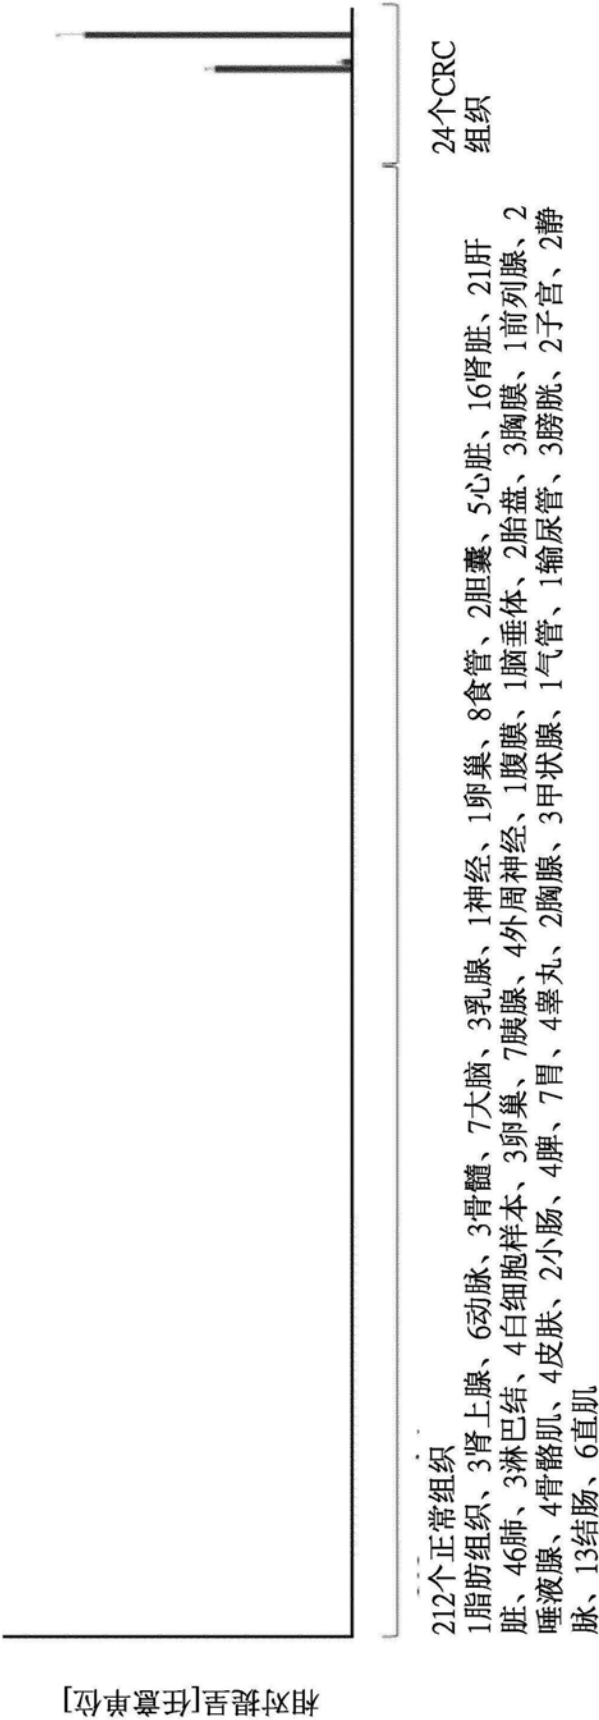 相对提呈[任意单位]
212个正常组织
1脂肪组织、3肾上腺、6动脉、3骨髓、7大脑、3乳腺、1神经、1卵巢、8食管、2胆囊、5心脏、16肾脏、21肝
脏、46肺、3淋巴结、4白细胞样本、3卵巢、7胰腺、4外周神经、1腹膜、1脑垂体、2胎盘、3胸膜、1前列腺、2
唾液腺、4骨骼肌、4皮肤、2小肠、4脾、7胃、4睾丸、2胸腺、3甲状腺、1气管、1输尿管、3膀胱、2子宫、2静
脉、13结肠、6直肌
24个CRC
组织